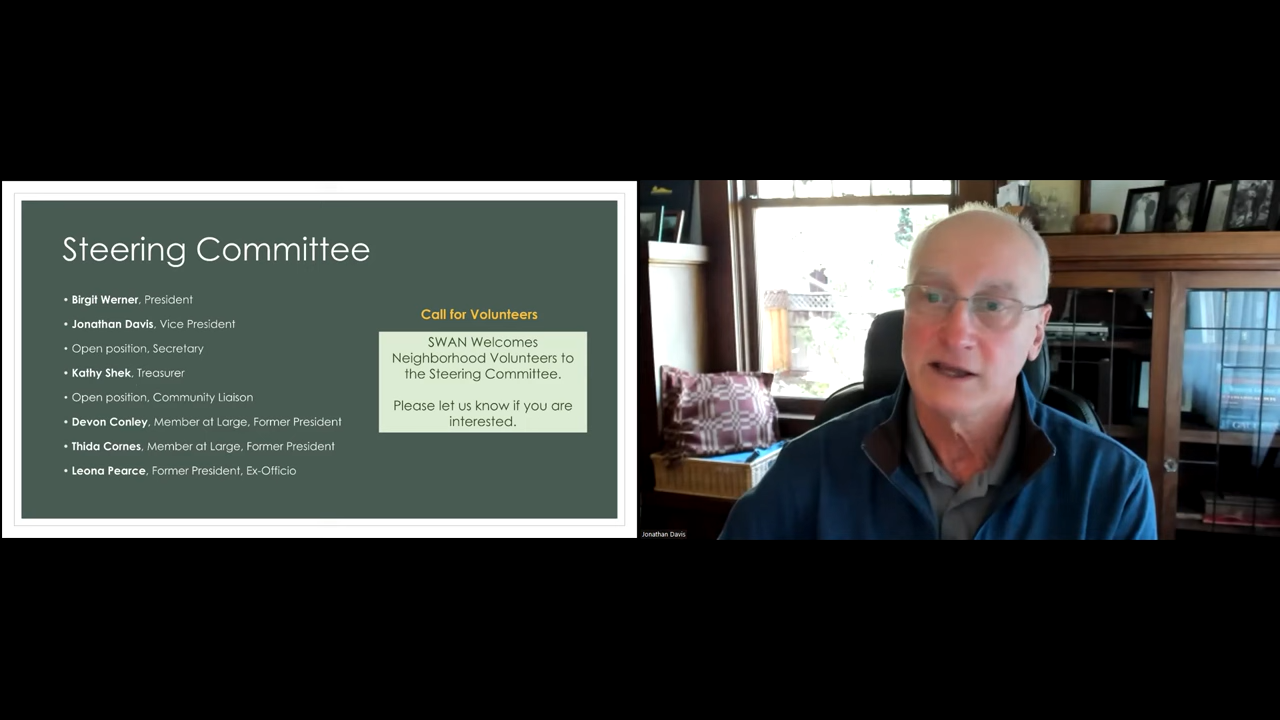 Steering Committee
• Birgit Werner, President
• Jonathan Davis, Vice President
• Open position, Secretary
• Kathy Shek, Treasurer
• Open position, Community Liaison
• Devon Conley, Member at Large, Former President
• Thida Cornes, Member at Large, Former President
• Leona Pearce, Former President, Ex-Officio
Call for Volunteers
SWAN Welcomes
Neighborhood Volunteers to
the Steering Committee.
Please let us know if you are
interested.
Jonathan Davis